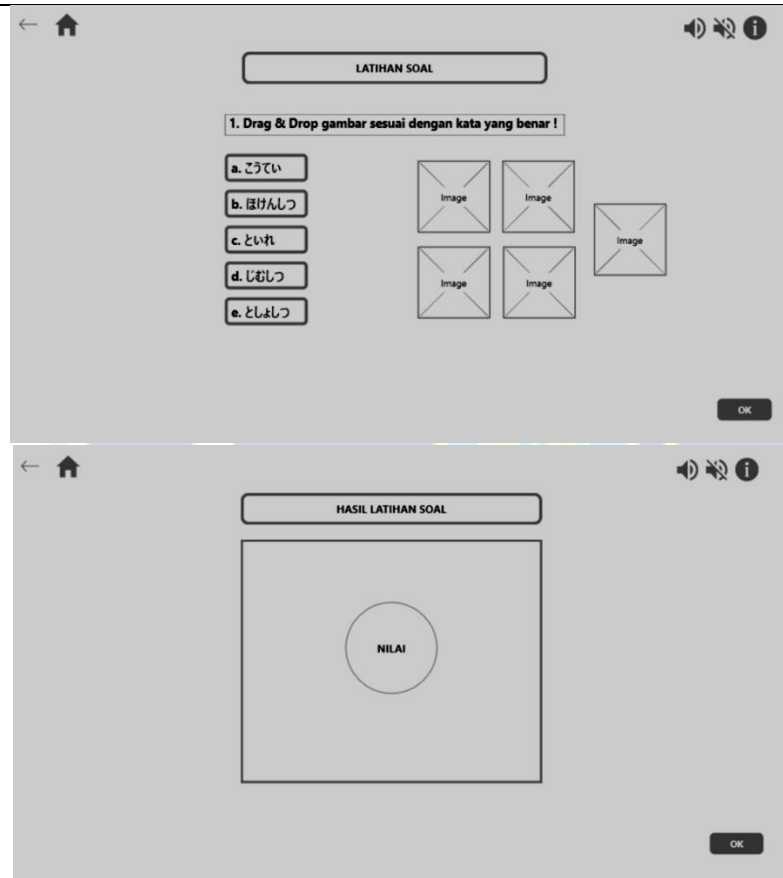 LATIHAN SOAL
1. Drag & Drop gambar sesuai dengan kata yang benar !
a. こうてい
b. ほけんしつ
c. といれ
d. じむしつ
e. としょしつ
Image
Image
Image
Image
Image
OK
HASIL LATIHAN SOAL
NILAI
OK